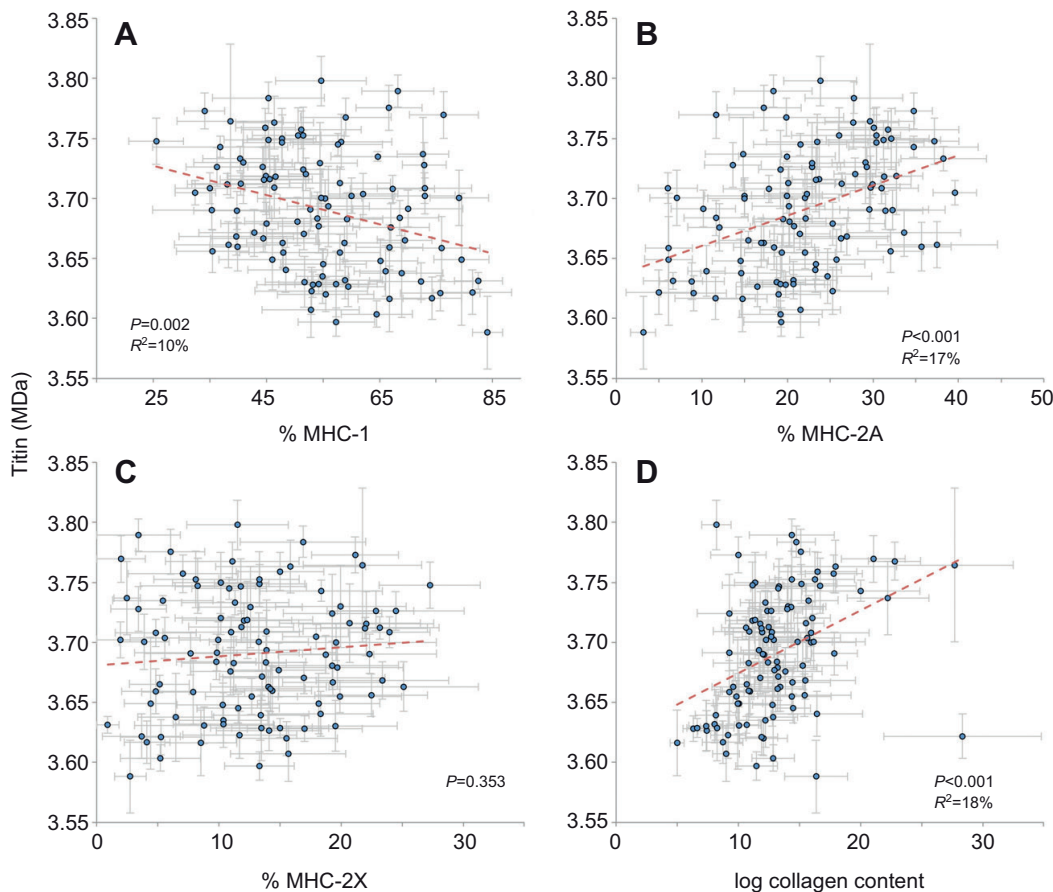 Titin (MDa)
A
3.85
3.80
3.75
3.70
3.65
3.60
3.55
P=0.002
R²=10%
25 45 65 85
% MHC-1
B
3.85
3.80
3.75
3.70
3.65
3.60
3.55
P<0.001
R²=17%
0 10 20 30 40 50
% MHC-2A
C
3.85
3.80
3.75
3.70
3.65
3.60
3.55
P=0.353
0 10 20 30
% MHC-2X
D
3.85
3.80
3.75
3.70
3.65
3.60
3.55
P<0.001
R²=18%
0 10 20 30
log collagen content